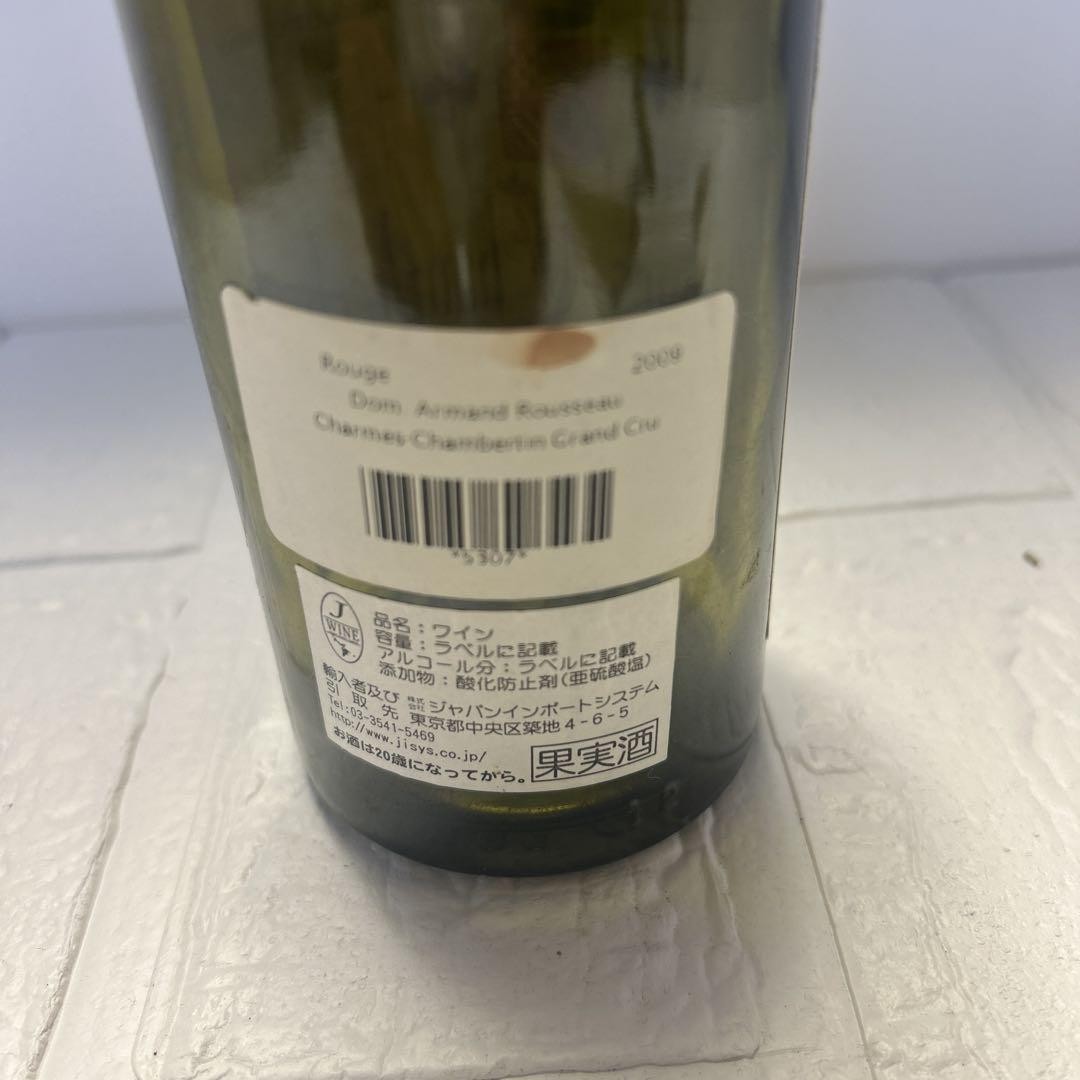 Rouge 2009
Dom. Armand Rousseau
Charmes-Chambertin Grand Cru
*5307*
J
WINE
品名：ワイン
容量：ラベルに記載
アルコール分：ラベルに記載
添加物：酸化防止剤(亜硫酸塩)
輸入者及び 株式会社 ジャパンインポートシステム
引取先 東京都中央区築地4-6-5
Tel:03-3541-5469
http://www.jisys.co.jp/
お酒は20歳になってから。 果実酒